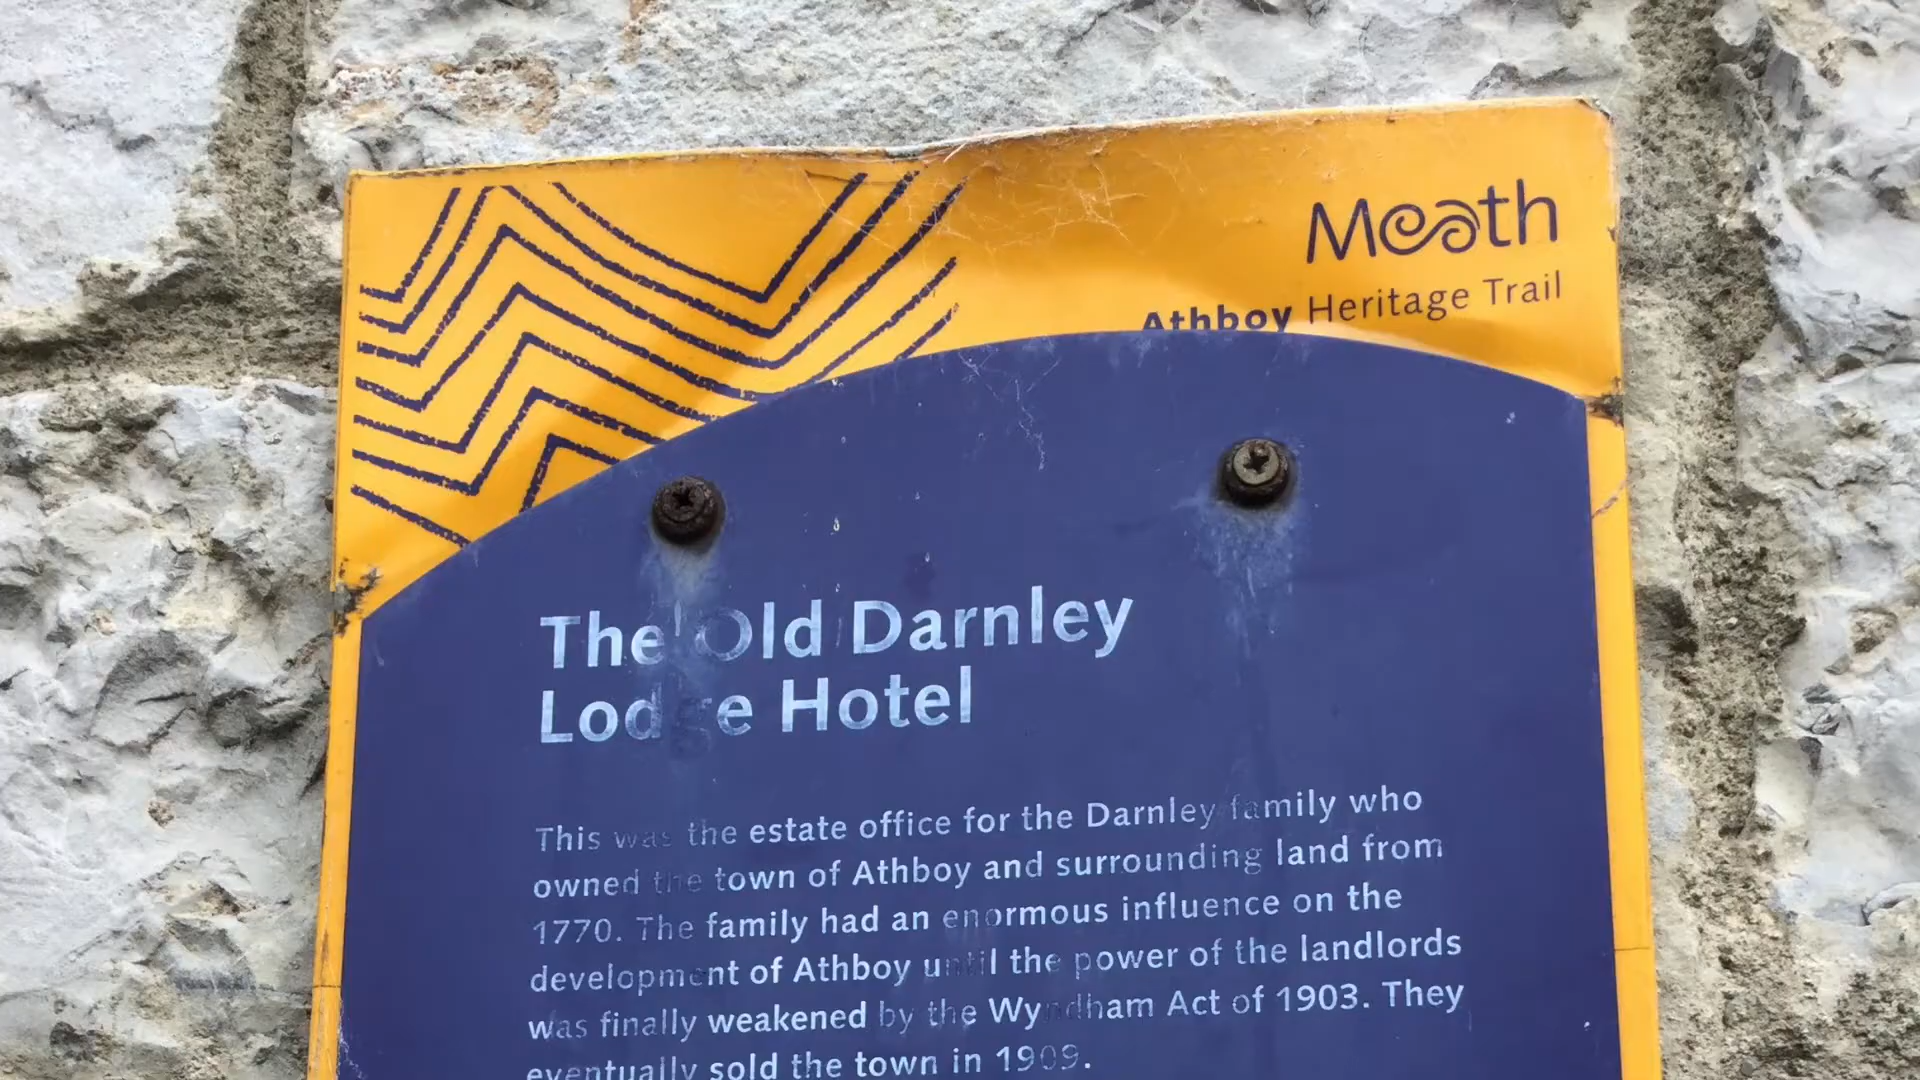 Meath
Athboy Heritage Trail
The Old Darnley
Lodge Hotel
This was the estate office for the Darnley family who
owned the town of Athboy and surrounding land from
1770. The family had an enormous influence on the
development of Athboy until the power of the landlords
was finally weakened by the Wyndham Act of 1903. They
eventually sold the town in 1909.